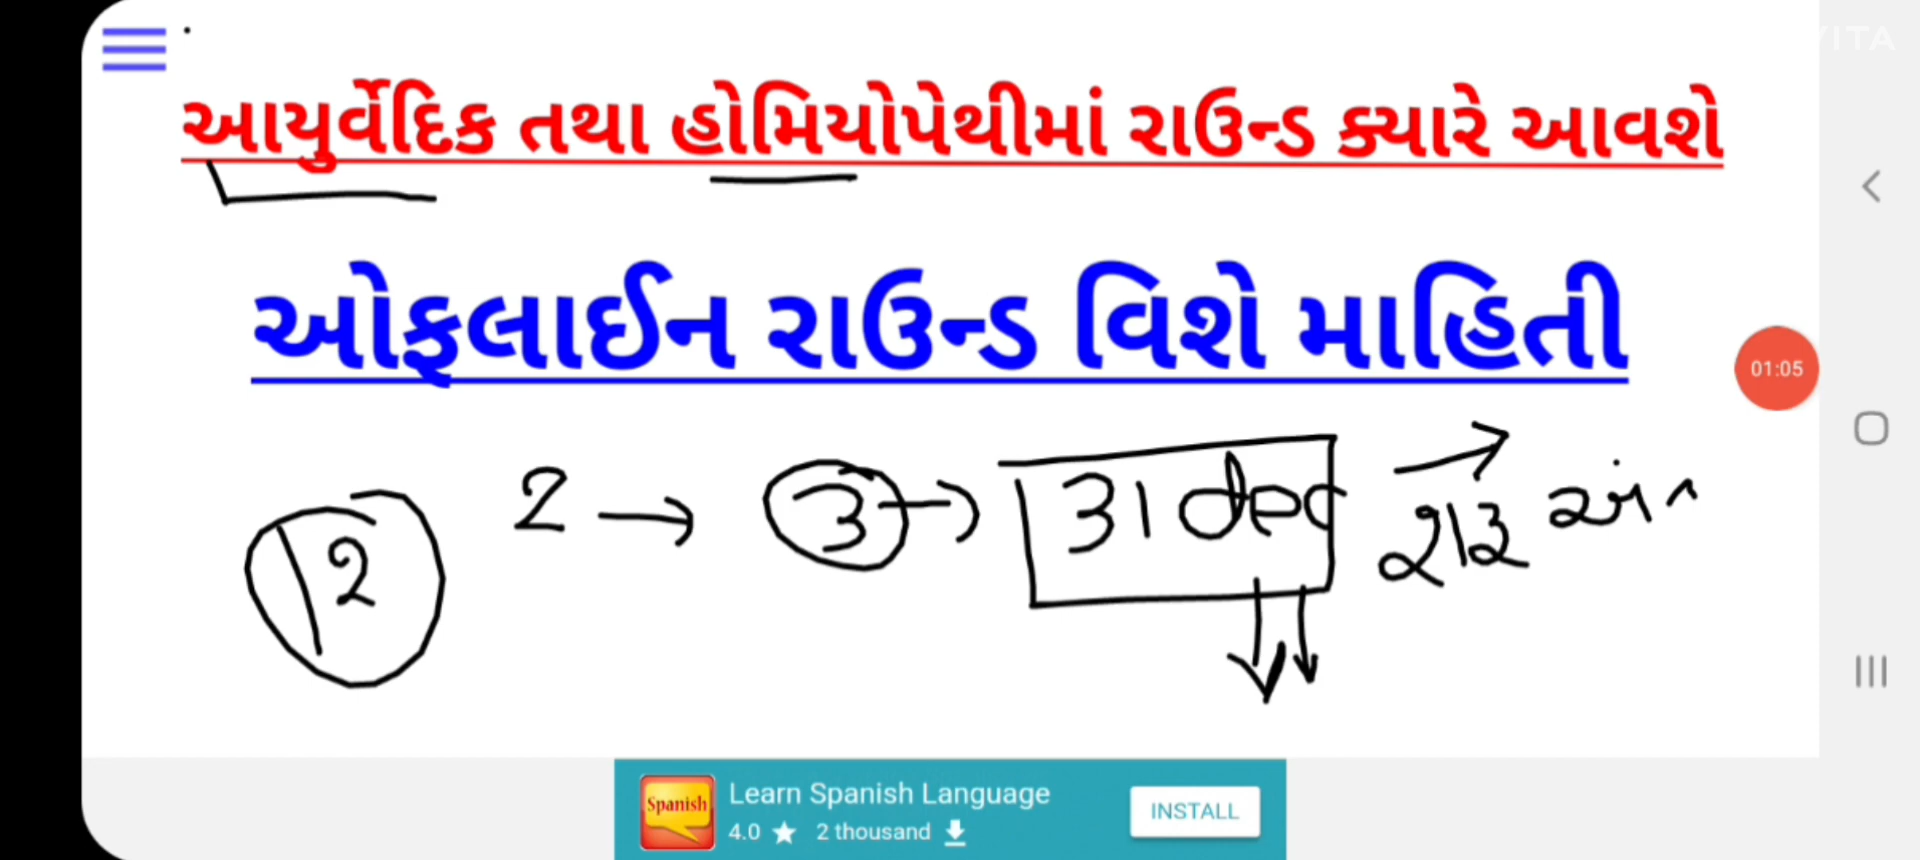 VITA
આયુર્વેદિક તથા હોમિયોપેથીમાં રાઉન્ડ ક્યારે આવશે
ઓફલાઈન રાઉન્ડ વિશે માહિતી
01:05
12 2 → 3 → 31 dec →
Spanish
Learn Spanish Language
4.0 ★ 2 thousand
INSTALL